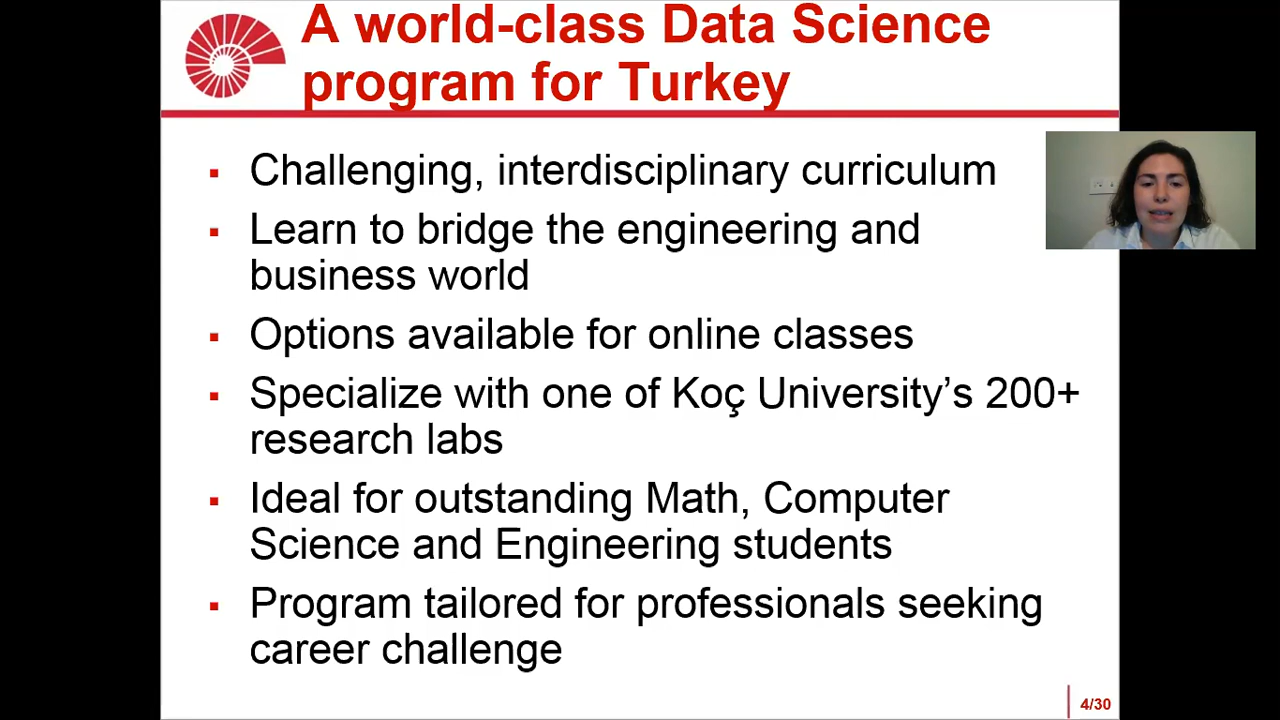 A world-class Data Science
program for Turkey
▪ Challenging, interdisciplinary curriculum
▪ Learn to bridge the engineering and
business world
▪ Options available for online classes
▪ Specialize with one of Koç University’s 200+
research labs
▪ Ideal for outstanding Math, Computer
Science and Engineering students
▪ Program tailored for professionals seeking
career challenge
4/30